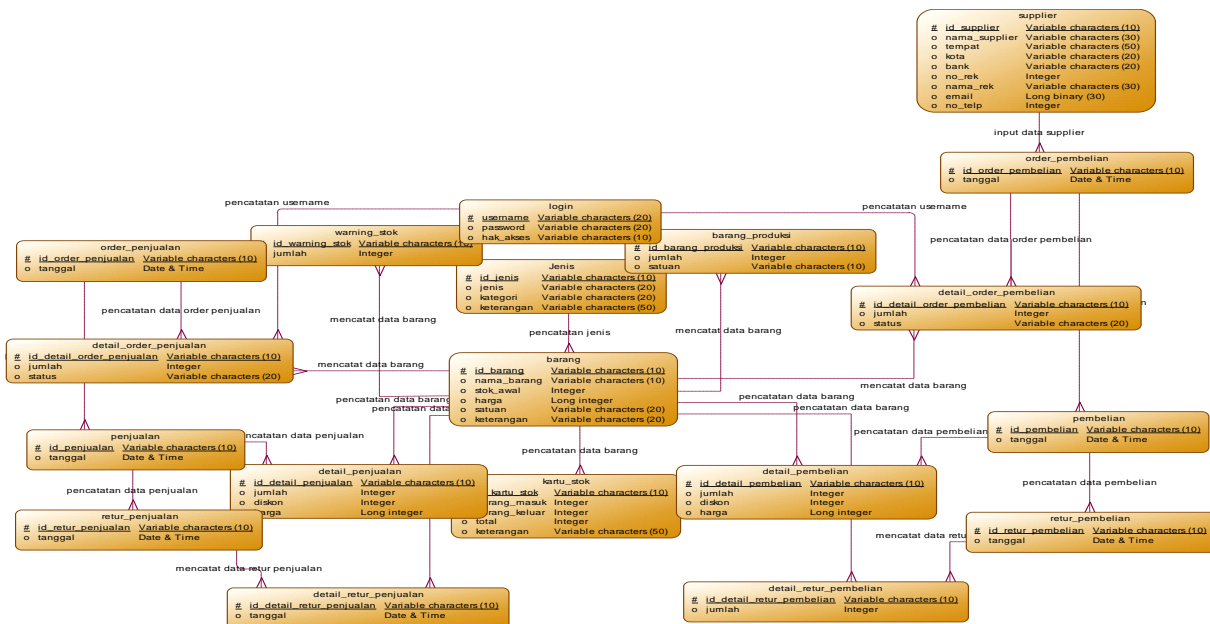 supplier
# id_supplier Variable characters (10)
o nama_supplier Variable characters (30)
o tempat Variable characters (50)
o kota Variable characters (20)
o bank Variable characters (20)
o no_rek Integer
o nama_rek Variable characters (30)
o email Long binary (30)
o no_telp Integer
input data supplier
order_pembelian
# id_order_pembelian Variable characters (10)
o tanggal Date & Time
pencatatan username
login
# username Variable characters (20)
o password Variable characters (20)
o hak_akses Variable characters (10)
pencatatan username
warning_stok
id_warning_stok Variable characters (10)
jumlah Integer
barang_produksi
# id_barang_produksi Variable characters (10)
o jumlah Integer
o satuan Variable characters (10)
order_penjualan
# id_order_penjualan Variable characters (10)
o tanggal Date & Time
pencatatan data order pembelian
Jenis
# id_jenis Variable characters (10)
o jenis Variable characters (20)
o kategori Variable characters (20)
o keterangan Variable characters (50)
detail_order_pembelian
# id_detail_order_pembelian Variable characters (10)
o jumlah Integer
o status Variable characters (20)
n
pencatatan data order penjualan
mencatat data barang
pencatatan jenis
mencatat data barang
detail_order_penjualan
# id_detail_order_penjualan Variable characters (10)
o jumlah Integer
o status Variable characters (20)
mencatat data barang
barang
# id_barang Variable characters (10)
o nama_barang Variable characters (10)
o stok_awal Integer
o harga Long integer
o satuan Variable characters (20)
o keterangan Variable characters (20)
mencatat data barang
pencatatan data barang
pencatatan data
pencatatan data barang
pencatatan data barang
pembelian
# id_pembelian Variable characters (10)
o tanggal Date & Time
penjualan
# id_penjualan Variable characters (10)
o tanggal Date & Time
ncatatan data penjualan
pencatatan data barang
pencatatan data pembelian
detail_penjualan
# id_detail_penjualan Variable characters (10)
o jumlah Integer
o diskon Integer
arga Long integer
kartu_stok
_kartu_stok Variable characters (10)
rang_masuk Integer
rang_keluar Integer
o total Integer
o keterangan Variable characters (50)
detail_pembelian
# id_detail_pembelian Variable characters (10)
o jumlah Integer
o diskon Integer
o harga Long integer
pencatatan data penjualan
pencatatan data pembelian
retur_penjualan
# id_retur_penjualan Variable characters (10)
o tanggal Date & Time
retur_pembelian
# id_retur_pembelian Variable characters (10)
o tanggal Date & Time
mencatat data retu
mencatat data retur penjualan
detail_retur_penjualan
# id_detail_retur_penjualan Variable characters (10)
o tanggal Date & Time
detail_retur_pembelian
# id_detail_retur_pembelian Variable characters (10)
o jumlah Integer